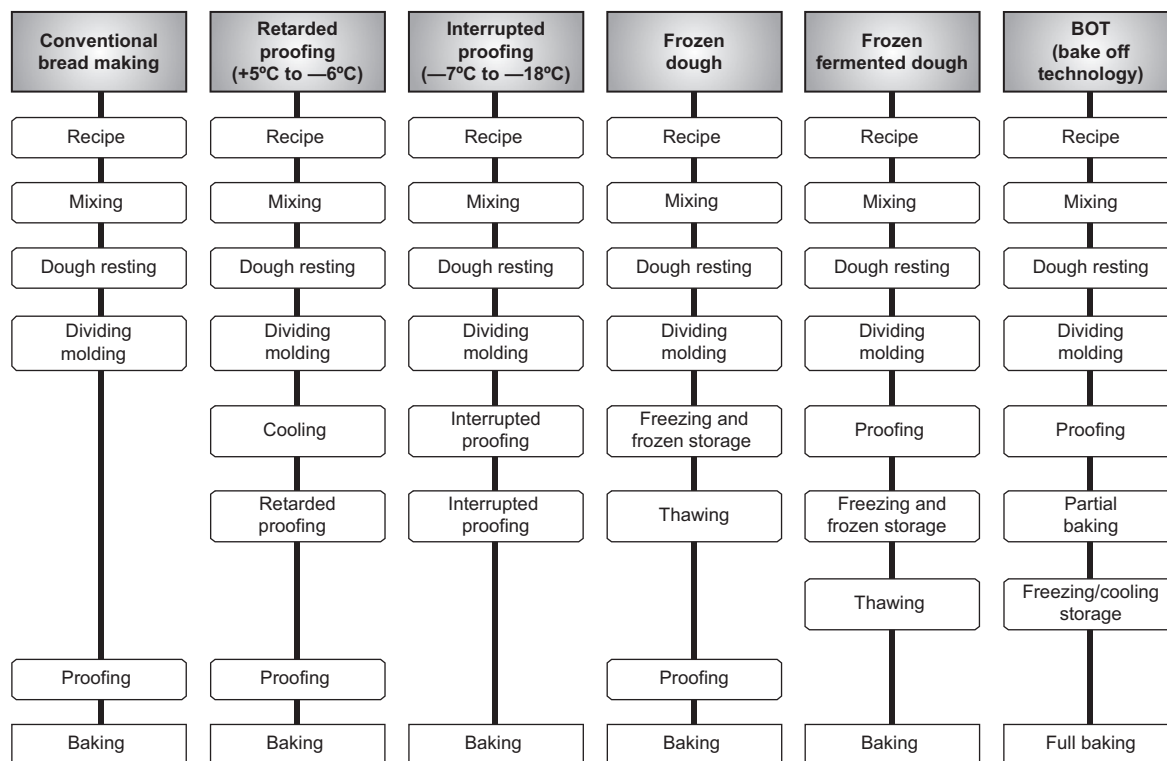 Conventional
bread making
Retarded
proofing
(+5ºC to —6ºC)
Interrupted
proofing
(—7ºC to —18ºC)
Frozen
dough
Frozen
fermented dough
BOT
(bake off
technology)
Recipe
Recipe
Recipe
Recipe
Recipe
Recipe
Mixing
Mixing
Mixing
Mixing
Mixing
Mixing
Dough resting
Dough resting
Dough resting
Dough resting
Dough resting
Dough resting
Dividing
molding
Dividing
molding
Dividing
molding
Dividing
molding
Dividing
molding
Dividing
molding
Cooling
Interrupted
proofing
Freezing and
frozen storage
Proofing
Proofing
Retarded
proofing
Interrupted
proofing
Thawing
Freezing and
frozen storage
Partial
baking
Thawing
Freezing/cooling
storage
Proofing
Proofing
Proofing
Baking
Baking
Baking
Baking
Baking
Full baking